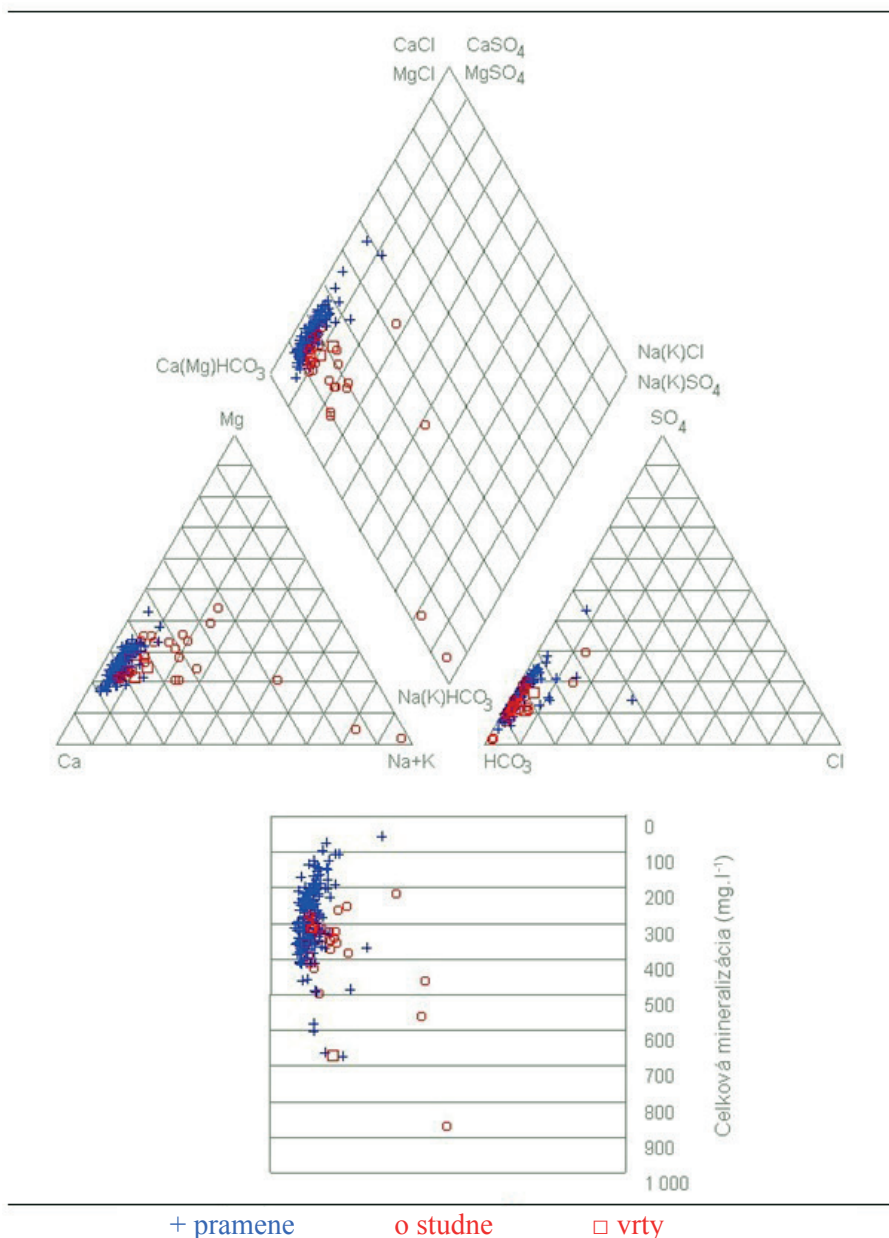 CaCl CaSO4
MgCl MgSO4
Ca(Mg)HCO3
Na(K)Cl
Na(K)SO4
Mg
SO4
Na(K)HCO3
Ca Na+K HCO3 Cl
0
100
200
300
400
500
600
700
800
900
1 000
Celková mineralizácia (mg.l-1)
+ pramene o studne □ vrty